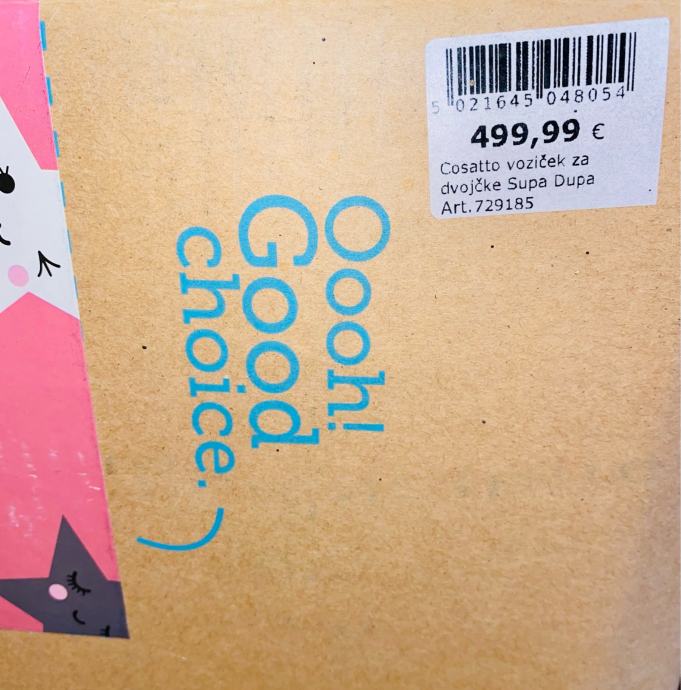 5 021645 048054
499,99 €
Cosatto voziček za
dvojčke Supa Dupa
Art.729185
Oooh!
Good
choice.